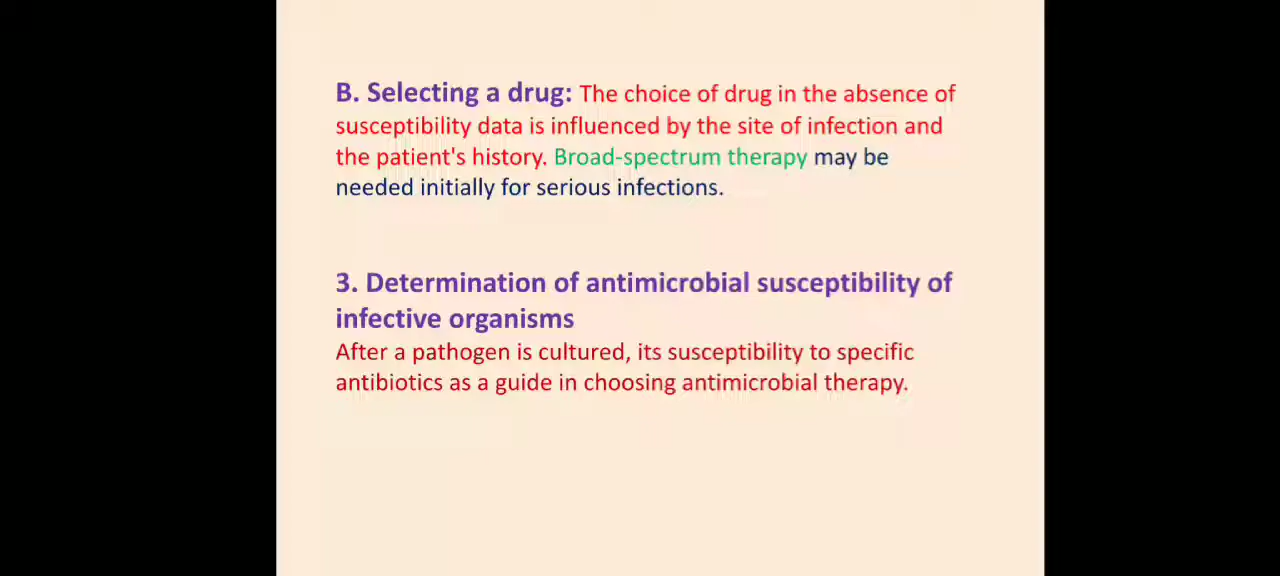 B. Selecting a drug: The choice of drug in the absence of
susceptibility data is influenced by the site of infection and
the patient's history. Broad-spectrum therapy may be
needed initially for serious infections.
3. Determination of antimicrobial susceptibility of
infective organisms
After a pathogen is cultured, its susceptibility to specific
antibiotics as a guide in choosing antimicrobial therapy.